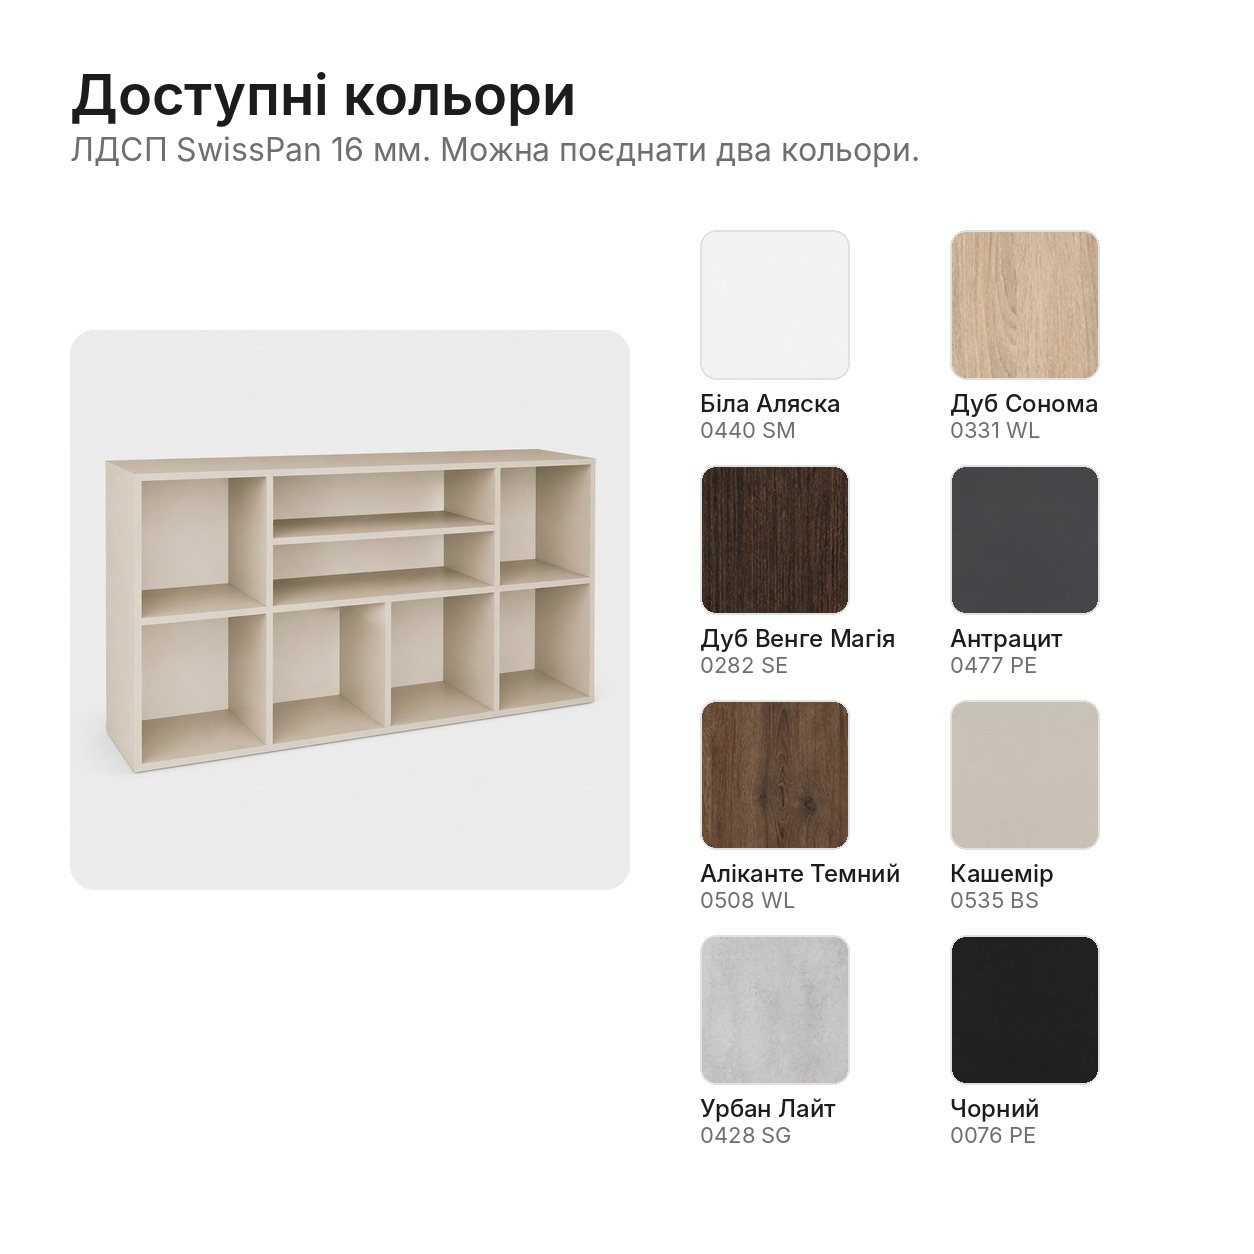 Доступні кольори
ЛДСП SwissPan 16 мм. Можна поєднати два кольори.
Біла Аляска
0440 SM
Дуб Сонома
0331 WL
Дуб Венге Магія
0282 SE
Антрацит
0477 PE
Аліканте Темний
0508 WL
Кашемір
0535 BS
Урбан Лайт
0428 SG
Чорний
0076 PE